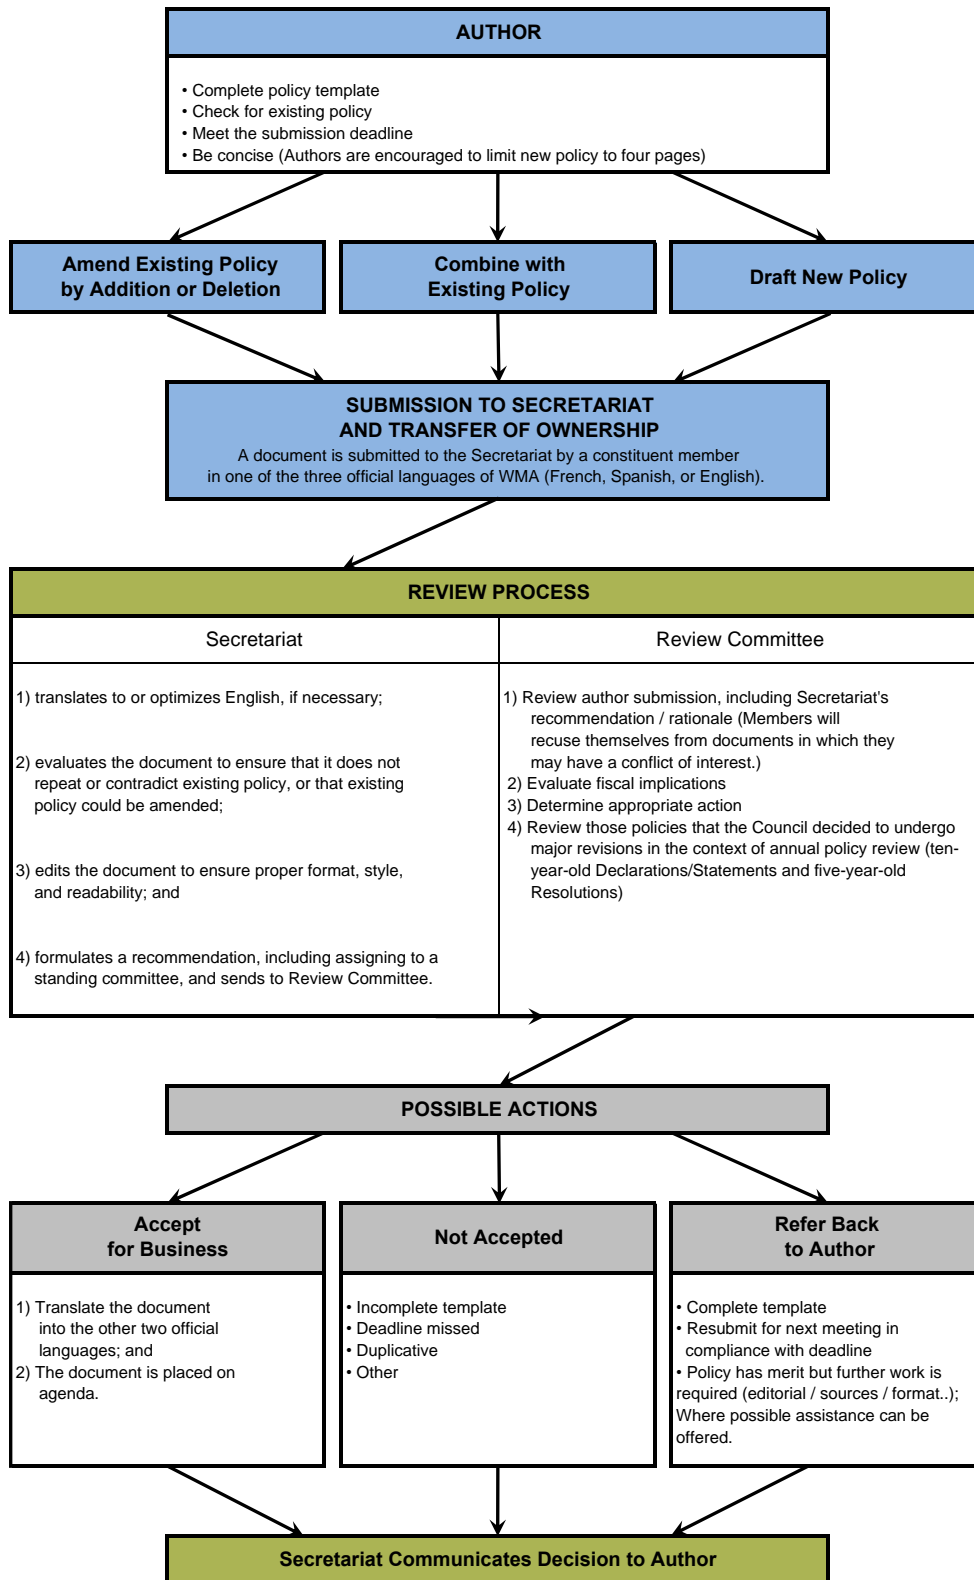 AUTHOR
• Complete policy template
• Check for existing policy
• Meet the submission deadline
• Be concise (Authors are encouraged to limit new policy to four pages)
Amend Existing Policy
by Addition or Deletion
Combine with
Existing Policy
Draft New Policy
SUBMISSION TO SECRETARIAT
AND TRANSFER OF OWNERSHIP
A document is submitted to the Secretariat by a constituent member
in one of the three official languages of WMA (French, Spanish, or English).
REVIEW PROCESS
Secretariat
1) translates to or optimizes English, if necessary;
2) evaluates the document to ensure that it does not
repeat or contradict existing policy, or that existing
policy could be amended;
3) edits the document to ensure proper format, style,
and readability; and
4) formulates a recommendation, including assigning to a
standing committee, and sends to Review Committee.
Review Committee
1) Review author submission, including Secretariat's
recommendation / rationale (Members will
recuse themselves from documents in which they
may have a conflict of interest.)
2) Evaluate fiscal implications
3) Determine appropriate action
4) Review those policies that the Council decided to undergo
major revisions in the context of annual policy review (ten-
year-old Declarations/Statements and five-year-old
Resolutions)
POSSIBLE ACTIONS
Accept
for Business
1) Translate the document
into the other two official
languages; and
2) The document is placed on
agenda.
Not Accepted
• Incomplete template
• Deadline missed
• Duplicative
• Other
Refer Back
to Author
• Complete template
• Resubmit for next meeting in
compliance with deadline
• Policy has merit but further work is
required (editorial / sources / format..);
Where possible assistance can be
offered.
Secretariat Communicates Decision to Author